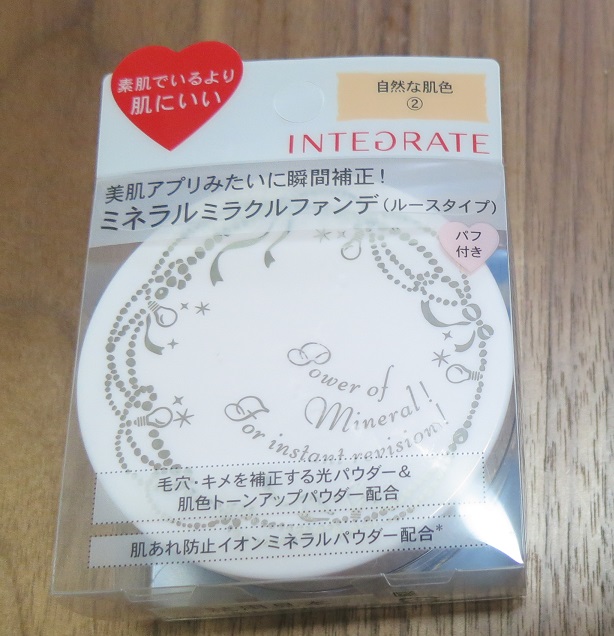 素肌でいるより
肌にいい
自然な肌色
②
INTEGRATE
美肌アプリみたいに瞬間補正！
ミネラルミラクルファンデ（ルースタイプ）
パフ
付き
Power of
Mineral!
For instant revision!
毛穴・キメを補正する光パウダー＆
肌色トーンアップパウダー配合
肌あれ防止イオンミネラルパウダー配合*